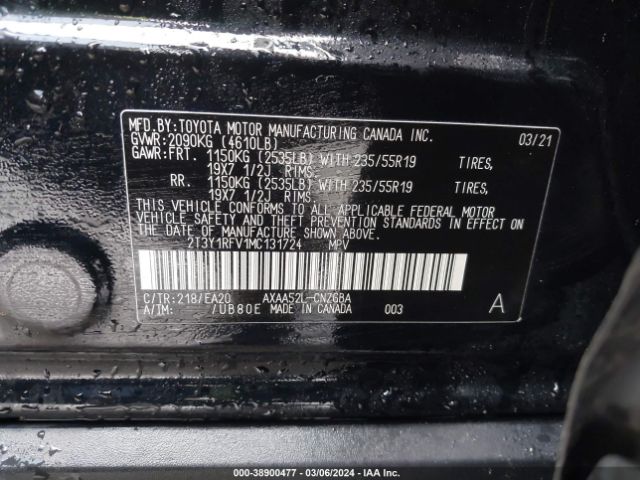 MFD.BY:TOYOTA MOTOR MANUFACTURING CANADA INC. 03/21
GVWR:2090KG (4610LB)
GAWR:FRT. 1150KG (2535LB) WITH 235/55R19 TIRES,
19X7 1/2J RIMS,
RR. 1150KG (2535LB) WITH 235/55R19 TIRES,
19X7 1/2J RIMS.
THIS VEHICLE CONFORMS TO ALL APPLICABLE FEDERAL MOTOR
VEHICLE SAFETY AND THEFT PREVENTION STANDARDS IN EFFECT ON
THE DATE OF MANUFACTURE SHOWN ABOVE.
2T3Y1RFV1MC131724 MPV
C/TR:218/EA20 AXAA52L-CNZGBA A
A/TM: /UB80E MADE IN CANADA 003
000-38900477 - 03/06/2024 - IAA Inc.